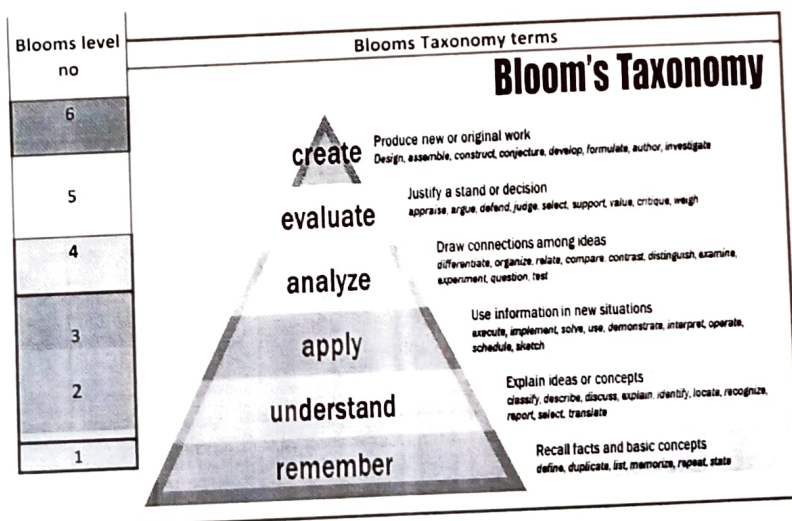 Blooms level
no
Blooms Taxonomy terms
Bloom's Taxonomy
6
create
Produce new or original work
Design, assemble, construct, conjecture, develop, formulate, author, investigate
5
evaluate
Justify a stand or decision
appraise, argue, defend, judge, select, support, value, critique, weigh
4
analyze
Draw connections among ideas
differentiate, organize, relate, compare, contrast, distinguish, examine,
experiment, question, test
3
apply
Use information in new situations
execute, implement, solve, use, demonstrate, interpret, operate,
schedule, sketch
2
understand
Explain ideas or concepts
classify, describe, discuss, explain, identify, locate, recognize,
report, select, translate
1
remember
Recall facts and basic concepts
define, duplicate, list, memorize, repeat, state